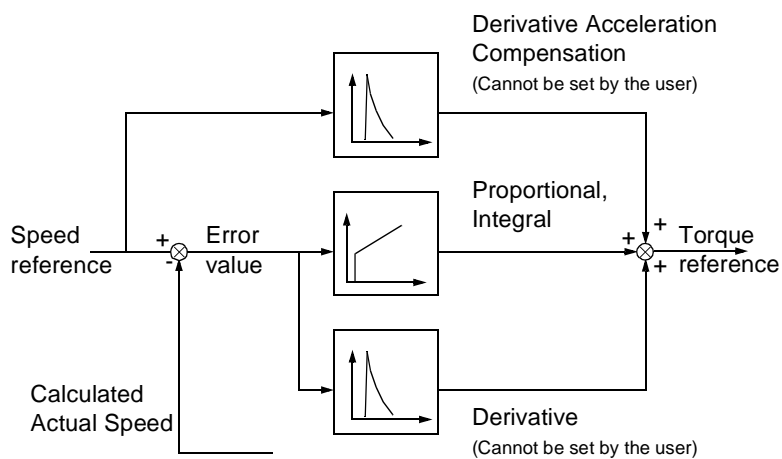 Derivative Acceleration
Compensation
(Cannot be set by the user)
Proportional,
Integral
Speed
reference
+
-
Error
value
+
+
+
Torque
reference
Calculated
Actual Speed
Derivative
(Cannot be set by the user)